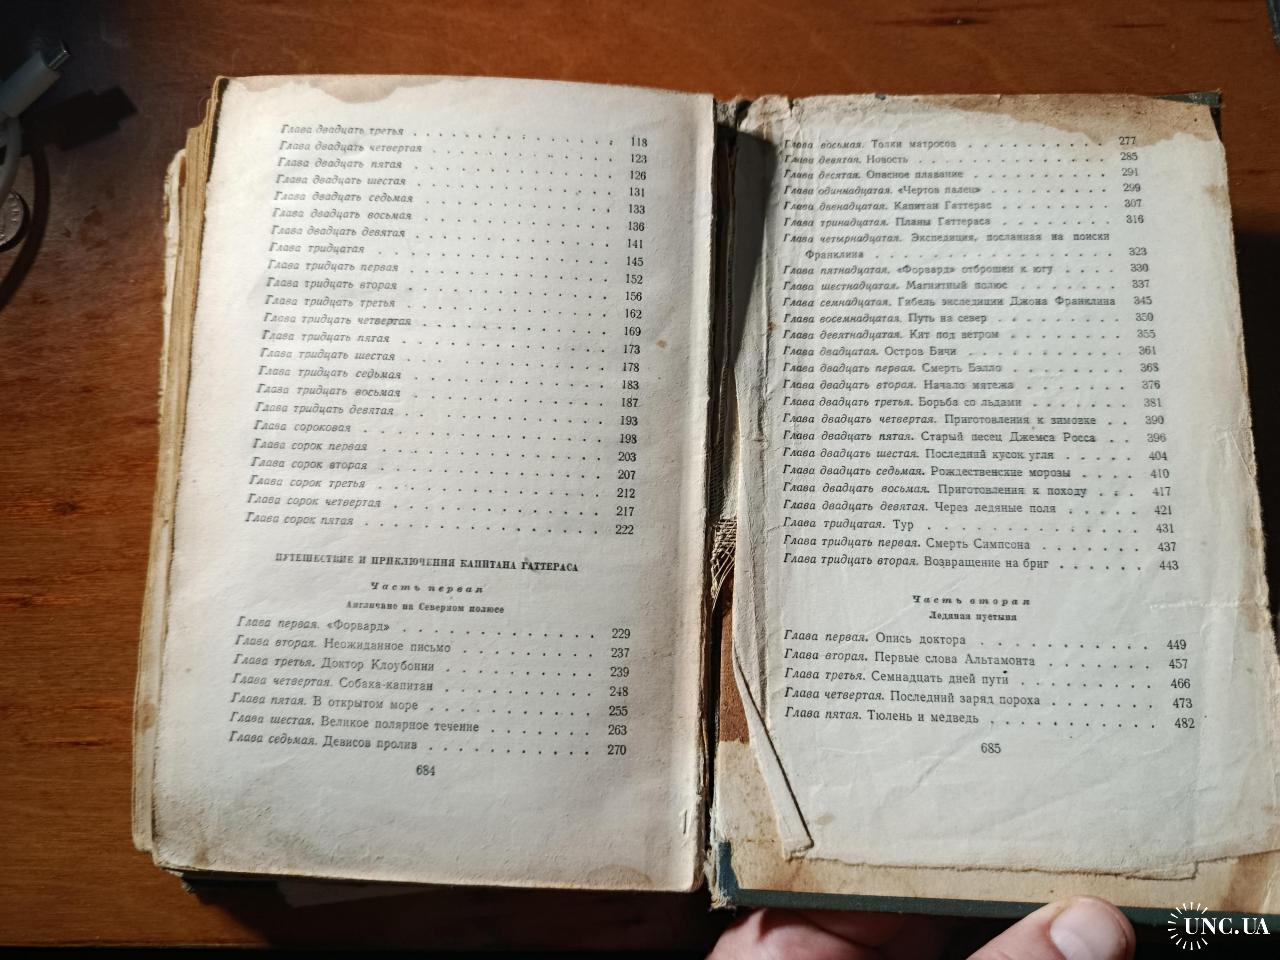 Глава двадцать третья . . . . . . . . . . . . 118
Глава двадцать четвертая . . . . . . . . . . . 123
Глава двадцать пятая . . . . . . . . . . . . 126
Глава двадцать шестая . . . . . . . . . . . . 131
Глава двадцать седьмая . . . . . . . . . . . . 133
Глава двадцать восьмая . . . . . . . . . . . . 136
Глава двадцать девятая . . . . . . . . . . . . 141
Глава тридцатая . . . . . . . . . . . . . . 145
Глава тридцать первая . . . . . . . . . . . . 152
Глава тридцать вторая . . . . . . . . . . . . 156
Глава тридцать третья . . . . . . . . . . . . 162
Глава тридцать четвертая . . . . . . . . . . . 169
Глава тридцать пятая . . . . . . . . . . . . 173
Глава тридцать шестая . . . . . . . . . . . . 178
Глава тридцать седьмая . . . . . . . . . . . . 183
Глава тридцать восьмая . . . . . . . . . . . . 187
Глава тридцать девятая . . . . . . . . . . . . 193
Глава сороковая . . . . . . . . . . . . . . 198
Глава сорок первая . . . . . . . . . . . . . 203
Глава сорок вторая . . . . . . . . . . . . . 207
Глава сорок третья . . . . . . . . . . . . . 212
Глава сорок четвертая . . . . . . . . . . . . 217
Глава сорок пятая . . . . . . . . . . . . . 222
ПУТЕШЕСТВИЕ И ПРИКЛЮЧЕНИЯ КАПИТАНА ГАТТЕРАСА
Часть первая
Англичане на Северном полюсе
Глава первая. «Форвард» . . . . . . . . . . . 229
Глава вторая. Неожиданное письмо . . . . . . . . 237
Глава третья. Доктор Клоубонни . . . . . . . . . 239
Глава четвертая. Собака-капитан . . . . . . . . . 248
Глава пятая. В открытом море . . . . . . . . . . 255
Глава шестая. Великое полярное течение . . . . . . 263
Глава седьмая. Девисов пролив . . . . . . . . . 270
684
Глава восьмая. Толки матросов . . . . . . . . . 277
Глава девятая. Новость . . . . . . . . . . . . 285
Глава десятая. Опасное плавание . . . . . . . . 291
Глава одиннадцатая. «Чертов палец» . . . . . . . 299
Глава двенадцатая. Капитан Гаттерас . . . . . . . 307
Глава тринадцатая. Планы Гаттераса . . . . . . . 316
Глава четырнадцатая. Экспедиция, посланная на поиски
Франклина . . . . . . . . . . . . . . . 323
Глава пятнадцатая. «Форвард» отброшен к югу . . . . 330
Глава шестнадцатая. Магнитный полюс . . . . . . . 337
Глава семнадцатая. Гибель экспедиции Джона Франклина 345
Глава восемнадцатая. Путь на север . . . . . . . . 350
Глава девятнадцатая. Кит под ветром . . . . . . . 355
Глава двадцатая. Остров Бичи . . . . . . . . . . 361
Глава двадцать первая. Смерть Бэлло . . . . . . . 368
Глава двадцать вторая. Начало мятежа . . . . . . . 376
Глава двадцать третья. Борьба со льдами . . . . . . 381
Глава двадцать четвертая. Приготовления к зимовке . . 390
Глава двадцать пятая. Старый песец Джемса Росса . . 396
Глава двадцать шестая. Последний кусок угля . . . . . 404
Глава двадцать седьмая. Рождественские морозы . . . . 410
Глава двадцать восьмая. Приготовления к походу . . . 417
Глава двадцать девятая. Через ледяные поля . . . . . 421
Глава тридцатая. Тур . . . . . . . . . . . . . 431
Глава тридцать первая. Смерть Симпсона . . . . . . 437
Глава тридцать вторая. Возвращение на бриг . . . . . 443
Часть вторая
Ледяная пустыня
Глава первая. Опись доктора . . . . . . . . . . 449
Глава вторая. Первые слова Альтамонта . . . . . . 457
Глава третья. Семнадцать дней пути . . . . . . . . 466
Глава четвертая. Последний заряд пороха . . . . . . 473
Глава пятая. Тюлень и медведь . . . . . . . . . 482
685
UNC.UA